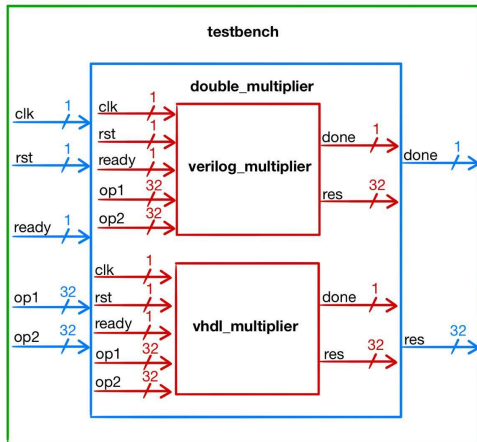 testbench
double_multiplier
clk 1
rst 1
ready 1
op1 32
op2 32
clk 1
rst 1
ready 1
op1 32
op2 32
verilog_multiplier
done 1
res 32
clk 1
rst 1
ready 1
op1 32
op2 32
vhdl_multiplier
done 1
res 32
done 1
res 32